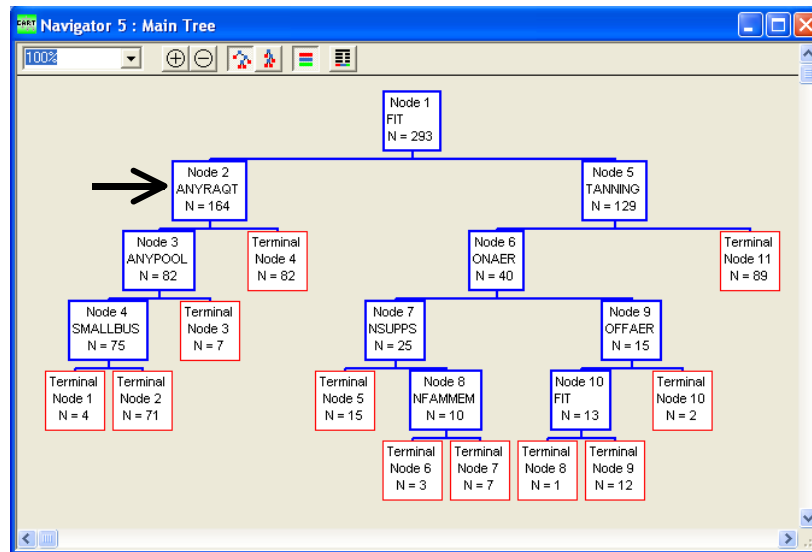 CART
Navigator 5 : Main Tree
100%
Node 1
FIT
N = 293
Node 2
ANYRAQT
N = 164
Node 5
TANNING
N = 129
Node 3
ANYPOOL
N = 82
Terminal
Node 4
N = 82
Node 6
ONAER
N = 40
Terminal
Node 11
N = 89
Node 4
SMALLBUS
N = 75
Terminal
Node 3
N = 7
Node 7
NSUPPS
N = 25
Node 9
OFFAER
N = 15
Terminal
Node 1
N = 4
Terminal
Node 2
N = 71
Terminal
Node 5
N = 15
Node 8
NFAMMEM
N = 10
Node 10
FIT
N = 13
Terminal
Node 10
N = 2
Terminal
Node 6
N = 3
Terminal
Node 7
N = 7
Terminal
Node 8
N = 1
Terminal
Node 9
N = 12